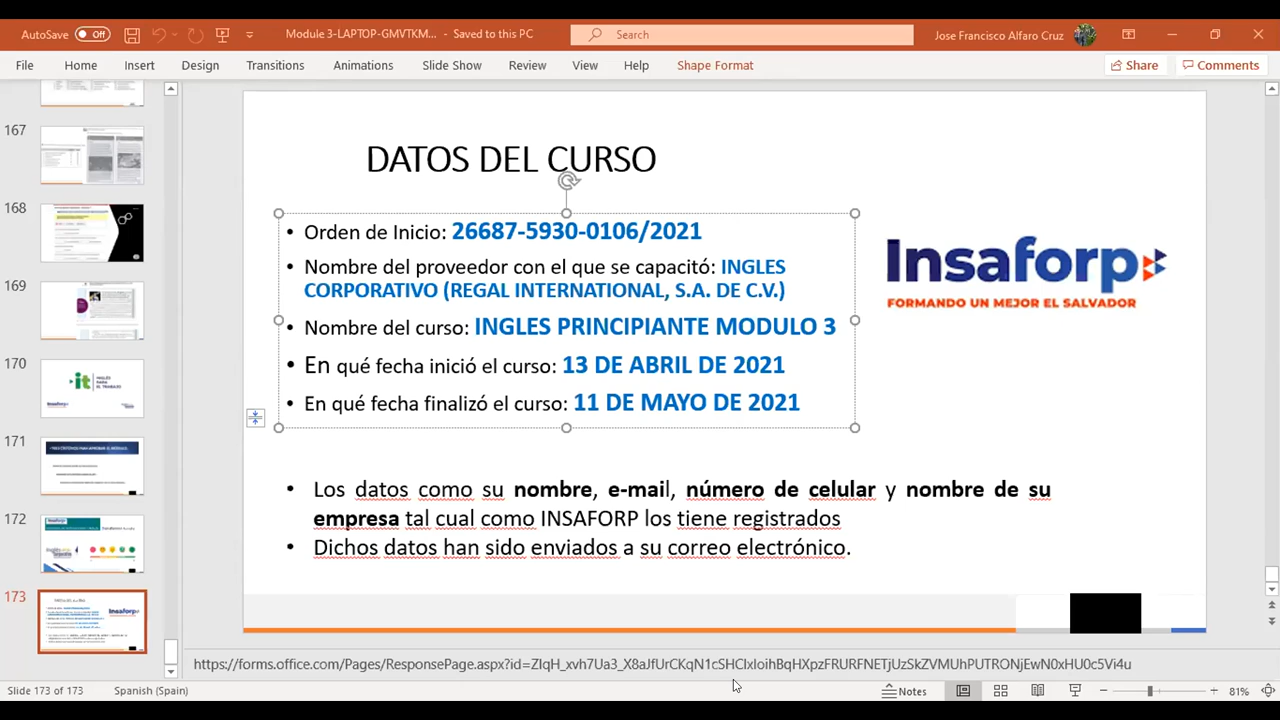 AutoSave Off Module 3-LAPTOP-GMVTKM... - Saved to this PC Search Jose Francisco Alfaro Cruz
File Home Insert Design Transitions Animations Slide Show Review View Help Shape Format Share Comments
167
168
169
170
171
172
173
DATOS DEL CURSO
• Orden de Inicio: 26687-5930-0106/2021
• Nombre del proveedor con el que se capacitó: INGLES
CORPORATIVO (REGAL INTERNATIONAL, S.A. DE C.V.)
• Nombre del curso: INGLES PRINCIPIANTE MODULO 3
• En qué fecha inició el curso: 13 DE ABRIL DE 2021
• En qué fecha finalizó el curso: 11 DE MAYO DE 2021
Insaforp
FORMANDO UN MEJOR EL SALVADOR
• Los datos como su nombre, e-mail, número de celular y nombre de su
empresa tal cual como INSAFORP los tiene registrados
• Dichos datos han sido enviados a su correo electrónico.
https://forms.office.com/Pages/ResponsePage.aspx?id=ZIqH_xvh7Ua3_X8aJfUrCKqN1cSHCIxloihBqHXpzFRURFNETjUzSkZVMUhPUTRONjEwN0xHU0c5Vi4u
Slide 173 of 173 Spanish (Spain) Notes 81%